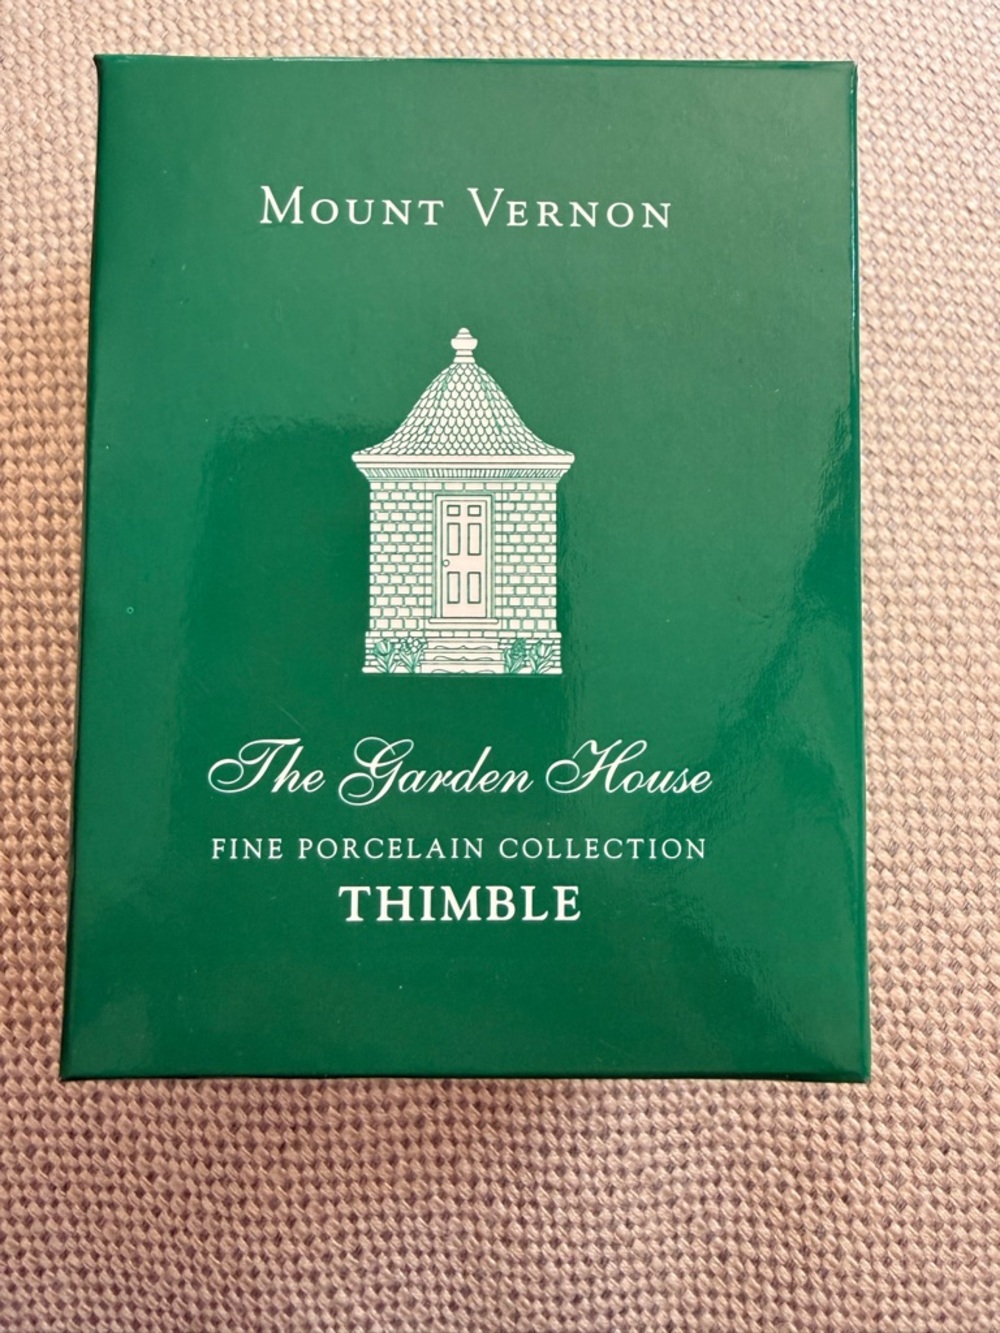 MOUNT VERNON
The Garden House
FINE PORCELAIN COLLECTION
THIMBLE